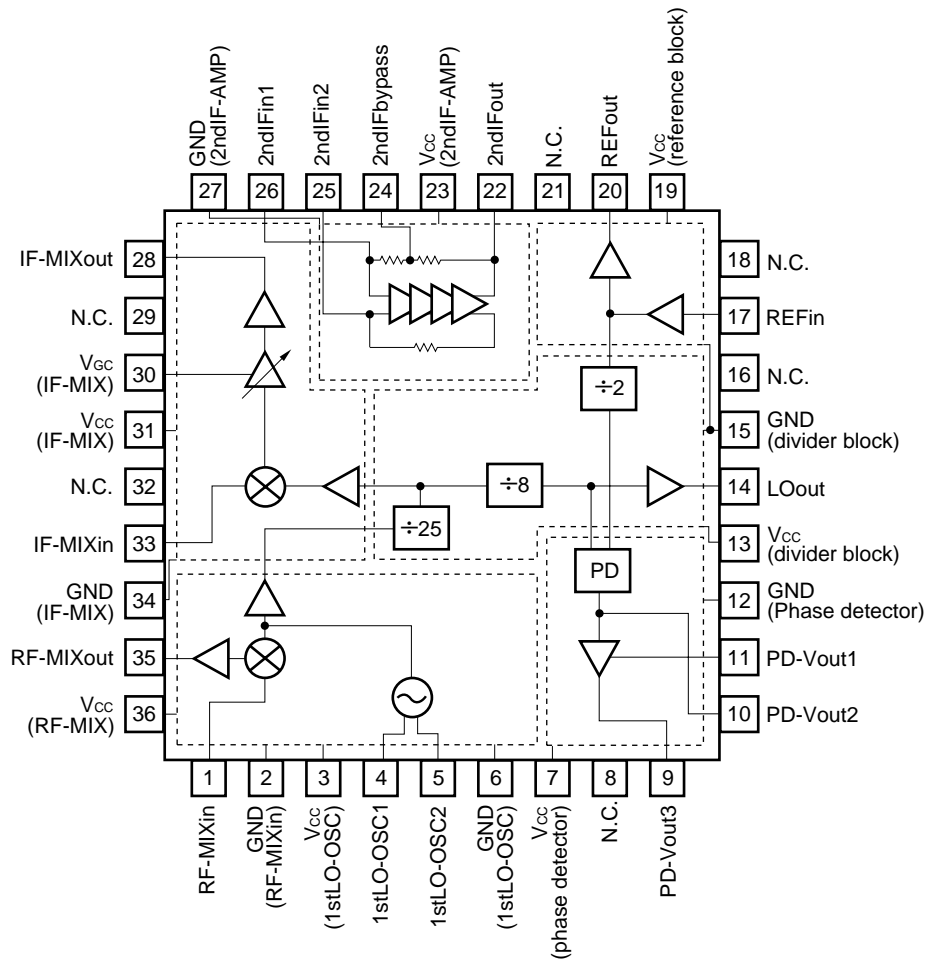 GND
(2ndIF-AMP)
2ndIFin1
2ndIFin2
2ndIFbypass
Vcc
(2ndIF-AMP)
2ndIFout
N.C.
REFout
Vcc
(reference block)
27
26
25
24
23
22
21
20
19
IF-MIXout
28
N.C.
29
VGC
(IF-MIX)
30
Vcc
(IF-MIX)
31
N.C.
32
IF-MIXin
33
GND
(IF-MIX)
34
RF-MIXout
35
Vcc
(RF-MIX)
36
÷2
÷8
÷25
PD
18
N.C.
17
REFin
16
N.C.
15
GND
(divider block)
14
LOout
13
Vcc
(divider block)
12
GND
(Phase detector)
11
PD-Vout1
10
PD-Vout2
1
2
3
4
5
6
7
8
9
RF-MIXin
GND
(RF-MIXin)
Vcc
(1stLO-OSC)
1stLO-OSC1
1stLO-OSC2
GND
(1stLO-OSC)
Vcc
(phase detector)
N.C.
PD-Vout3